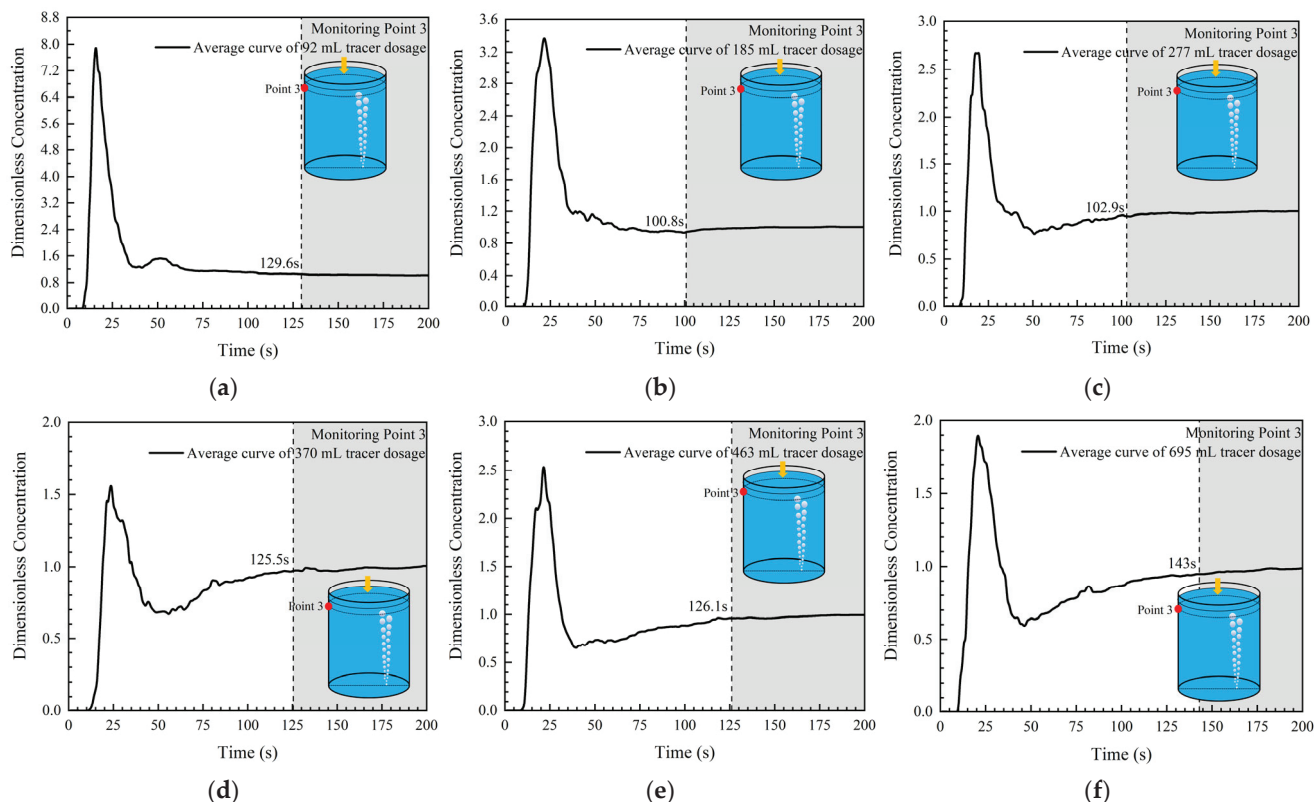 Monitoring Point 3
Average curve of 92 mL tracer dosage
Point 3
129.6s
Dimensionless Concentration
8.8
8.0
7.2
6.4
5.6
4.8
4.0
3.2
2.4
1.6
0.8
0.0
0 25 50 75 100 125 150 175 200
Time (s)
(a)
Monitoring Point 3
Average curve of 185 mL tracer dosage
Point 3
100.8s
Dimensionless Concentration
3.6
3.2
2.8
2.4
2.0
1.6
1.2
0.8
0.4
0.0
0 25 50 75 100 125 150 175 200
Time (s)
(b)
Monitoring Point 3
Average curve of 277 mL tracer dosage
Point 3
102.9s
Dimensionless Concentration
3.0
2.5
2.0
1.5
1.0
0.5
0.0
0 25 50 75 100 125 150 175 200
Time (s)
(c)
Monitoring Point 3
Average curve of 370 mL tracer dosage
125.5s
Point 3
Dimensionless Concentration
2.0
1.5
1.0
0.5
0.0
0 25 50 75 100 125 150 175 200
Time (s)
(d)
Monitoring Point 3
Average curve of 463 mL tracer dosage
Point 3
126.1s
Dimensionless Concentration
3.0
2.5
2.0
1.5
1.0
0.5
0.0
0 25 50 75 100 125 150 175 200
Time (s)
(e)
Monitoring Point 3
Average curve of 695 mL tracer dosage
143s
Point 3
Dimensionless Concentration
2.0
1.5
1.0
0.5
0.0
0 25 50 75 100 125 150 175 200
Time (s)
(f)